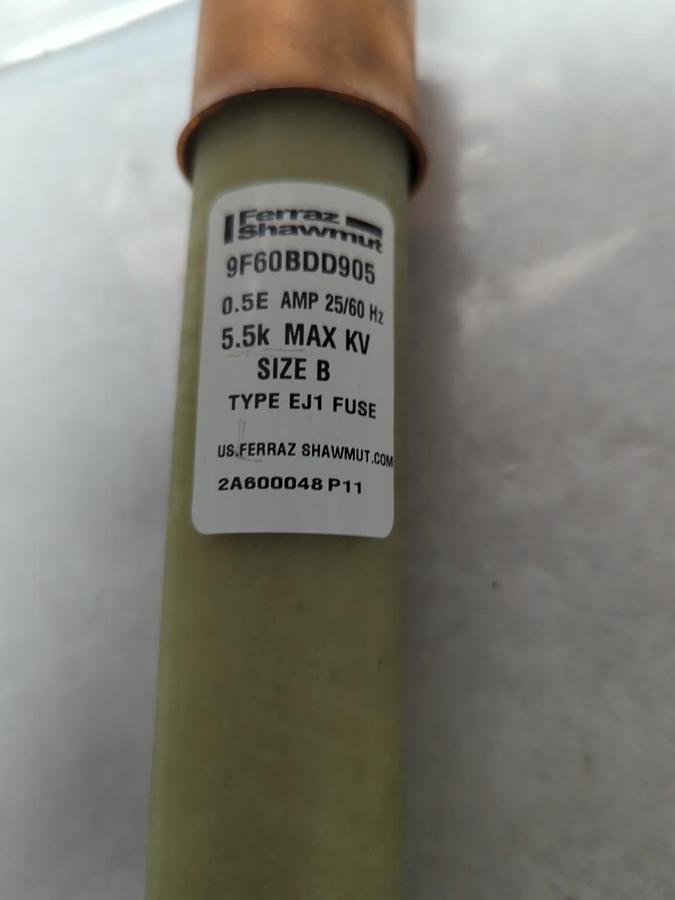 Ferraz
Shawmut
9F60BDD905
0.5E AMP 25/60 Hz
5.5k MAX KV
SIZE B
TYPE EJ1 FUSE
US.FERRAZ SHAWMUT.COM
2A600048 P11